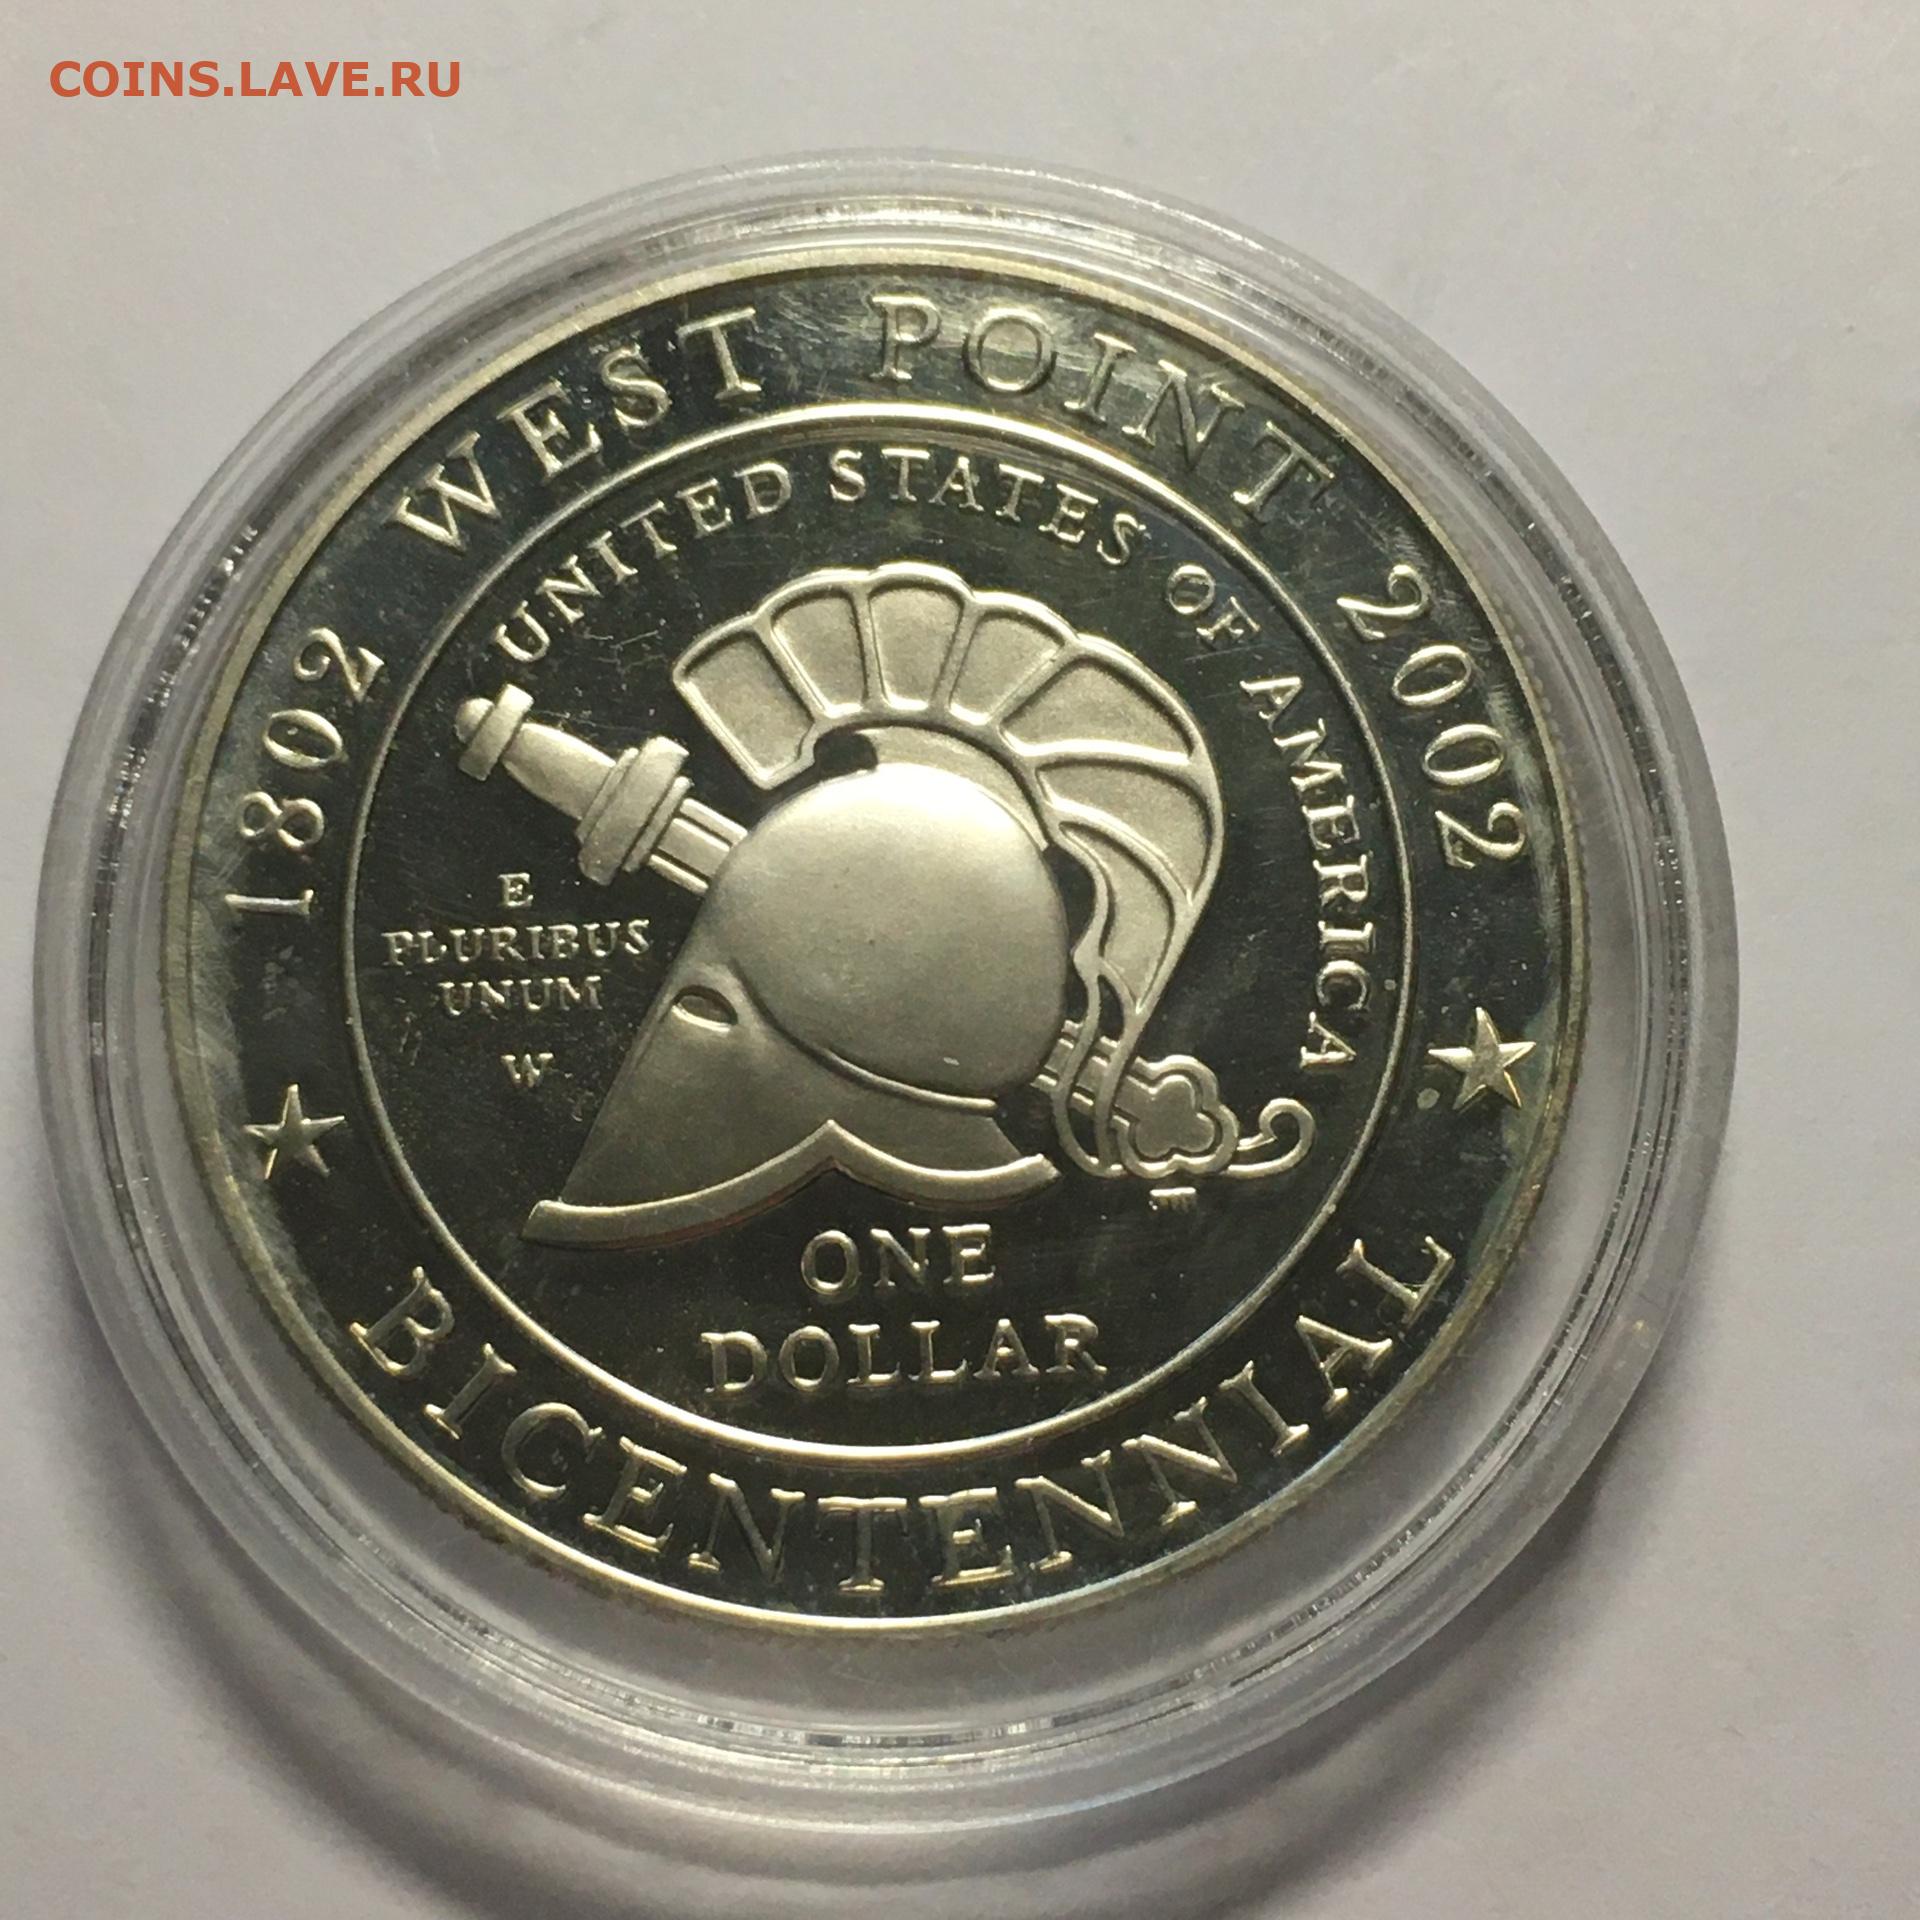 COINS.LAVE.RU
1802 WEST POINT 2002
UNITED STATES OF AMERICA
E
PLURIBUS
UNUM
W
ONE
DOLLAR
BICENTENNIAL